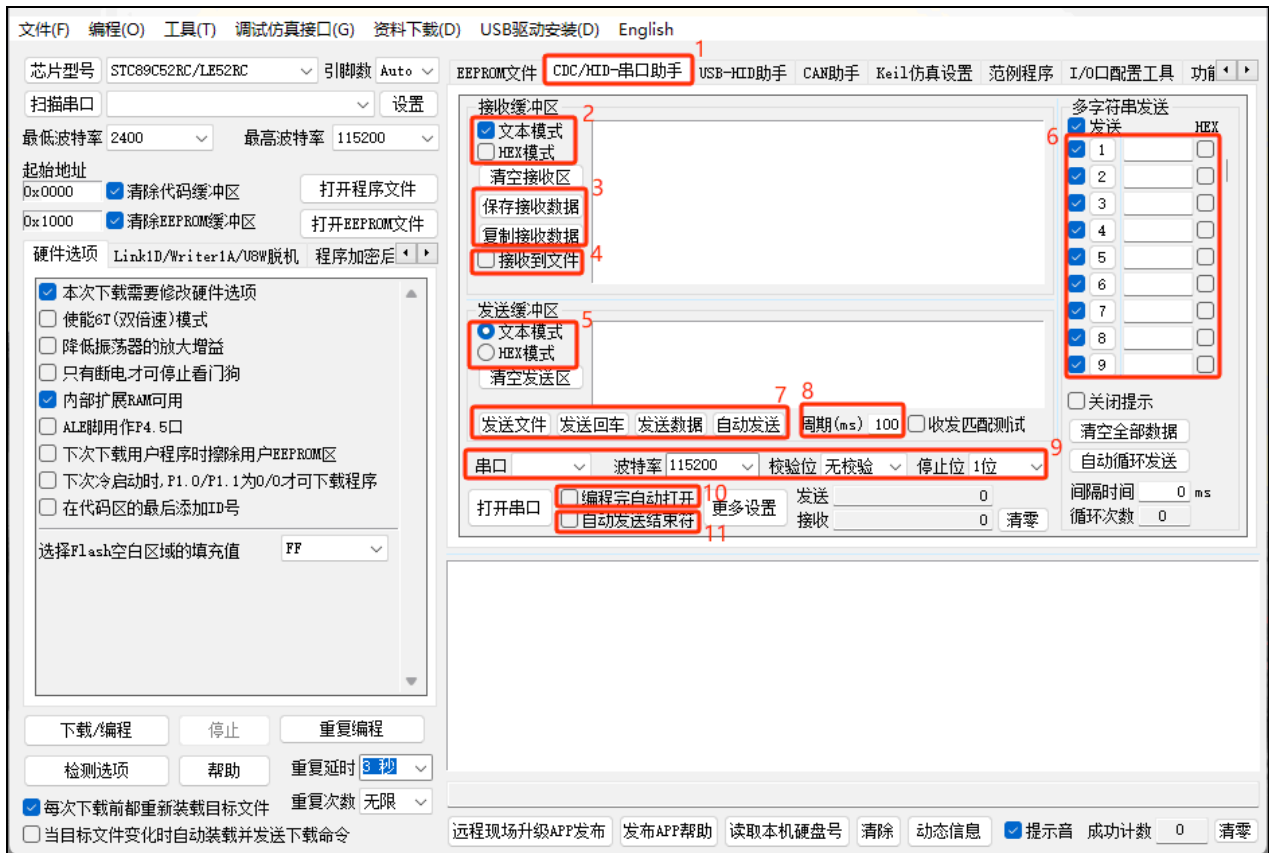 文件(F) 编程(O) 工具(T) 调试仿真接口(G) 资料下载(D) USB驱动安装(D) English
1
芯片型号 STC89C52RC/LE52RC 引脚数 Auto
扫描串口 设置
最低波特率 2400 最高波特率 115200
起始地址
0x0000 清除代码缓冲区 打开程序文件
0x1000 清除EEPROM缓冲区 打开EEPROM文件
硬件选项 Link1D/Writer1A/U8W脱机 程序加密后
本次下载需要修改硬件选项
使能6T(双倍速)模式
降低振荡器的放大增益
只有断电才可停止看门狗
内部扩展RAM可用
ALE脚用作P4.5口
下次下载用户程序时擦除用户EEPROM区
下次冷启动时,P1.0/P1.1为0/0才可下载程序
在代码区的最后添加ID号
选择Flash空白区域的填充值 FF
下载/编程 停止 重复编程
检测选项 帮助 重复延时 3 秒
每次下载前都重新装载目标文件 重复次数 无限
当目标文件变化时自动装载并发送下载命令
EEPROM文件 CDC/HID-串口助手 USB-HID助手 CAN助手 Keil仿真设置 范例程序 I/O口配置工具
接收缓冲区 2
文本模式
HEX模式
清空接收区
3
保存接收数据
复制接收数据
接收到文件 4
发送缓冲区
5
文本模式
HEX模式
清空发送区
7 8
发送文件 发送回车 发送数据 自动发送 周期(ms) 100 收发匹配测试
9
串口 波特率 115200 校验位 无校验 停止位 1位
打开串口 编程完自动打开 10 更多设置 发送 0
自动发送结束符 11 接收 0 清零
多字符串发送
6 发送 HEX
1
2
3
4
5
6
7
8
9
关闭提示
清空全部数据
自动循环发送
间隔时间 0 ms
循环次数 0
远程现场升级APP发布 发布APP帮助 读取本机硬盘号 清除 动态信息 提示音 成功计数 0 清零